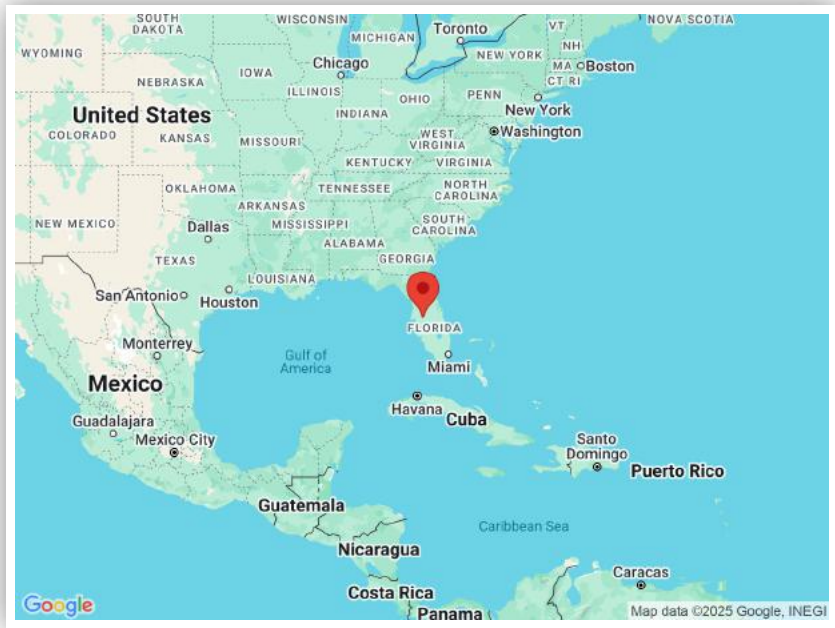 SOUTH
DAKOTA
WISCONSIN
MICHIGAN
Toronto
VT
NOVA SCOTIA
WYOMING
NH
Chicago
NEW YORK
MA
Boston
IOWA
CT RI
NEBRASKA
ILLINOIS
OHIO
PENN
New York
INDIANA
United States
Washington
COLORADO
KANSAS
MISSOURI
WEST
VIRGINIA
KENTUCKY
VIRGINIA
OKLAHOMA
TENNESSEE
NORTH
CAROLINA
ARKANSAS
NEW MEXICO
Dallas
MISSISSIPPI
SOUTH
CAROLINA
ALABAMA
TEXAS
GEORGIA
LOUISIANA
San Antonio
Houston
FLORIDA
Monterrey
Gulf of
America
Miami
Mexico
Havana
Cuba
Guadalajara
Mexico City
Santo
Domingo
Puerto Rico
Guatemala
Caribbean Sea
Nicaragua
Caracas
Costa Rica
Google
Panama
Map data ©2025 Google, INEGI